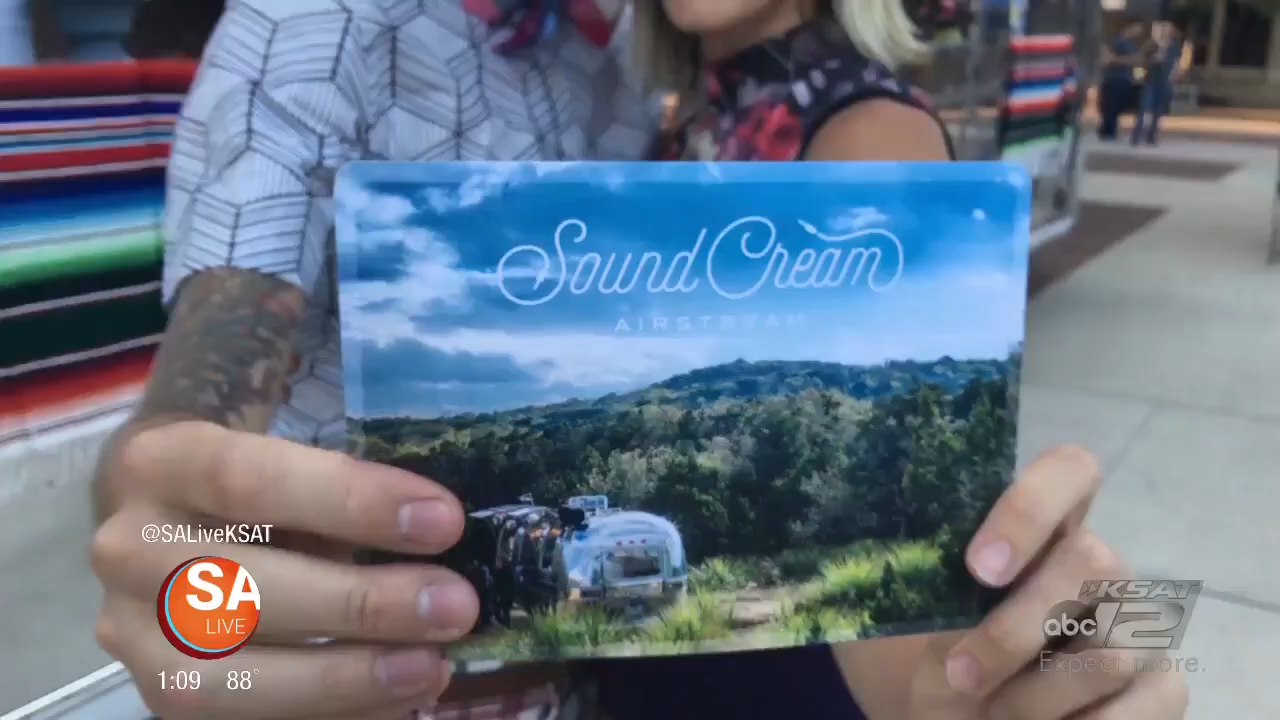 Sound Cream
AIRSTREAM
@SALiveKSAT
SA
LIVE
1:09 88°
KSAT
abc 12
Expect more.